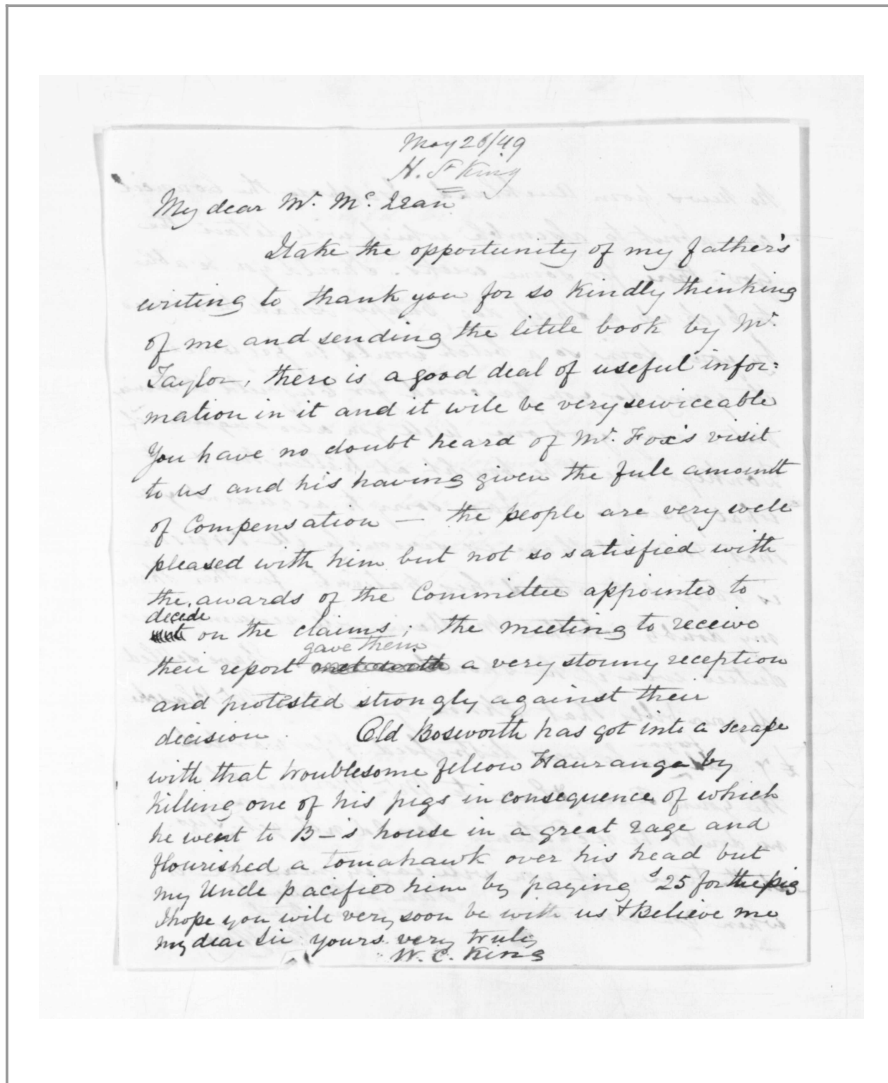 May 26/49
H. St King
My dear Mr. Mc. Lean
I take the opportunity of my father's
writing to thank you for so kindly thinking
of me and sending the little book by Mr.
Taylor, there is a good deal of useful infor:
mation in it and it will be very serviceable
You have no doubt heard of Mr. Fox's visit
to us and his having given the full amount
of Compensation — the people are very well
pleased with him but not so satisfied with
the awards of the Committee appointed to
decide
on the claims; the meeting to receive
gave them
their report met with a very stormy reception
and protested strongly against their
decision. Old Bosworth has got into a scrape
with that troublesome fellow Hauranga by
killing one of his pigs in consequence of which
he went to B—'s house in a great rage and
flourished a tomahawk over his head but
my Uncle pacified him by paying 25 for the pig
I hope you will very soon be with us & Believe me
my dear Sir yours very truly
W. C. King